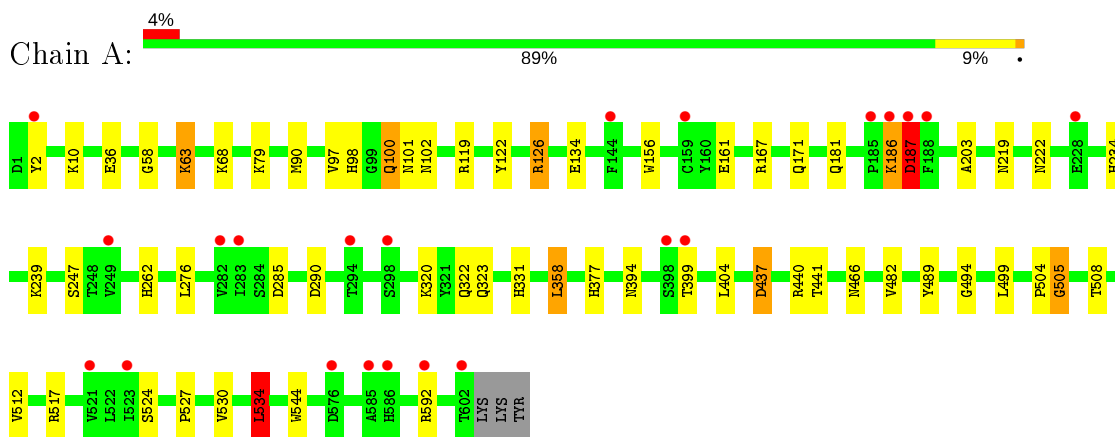 4%
Chain A:
89%
9%
D1 Y2 K10 E36 G58 K63 K68 K79 M90 V97 H98 G99 Q100 N101 N102 R119 Y122 R126 E134 F144 W156 C159 Y160 E161 R167 Q171 Q181 P185 K186 D187 F188 A203 N219 N222 E228 H234
K239 S247 T248 V249 H262 L276 V282 I283 S284 D285 D290 T294 S298 K320 Y321 Q322 Q323 H331 L358 H377 N394 S398 T399 L404 D437 R440 T441 N466 V482 Y489 G494 L499 P504 G505 T508
V512 R517 V521 L522 I523 S524 P527 V530 L534 W544 D576 A585 H586 R592 T602 LYS LYS TYR